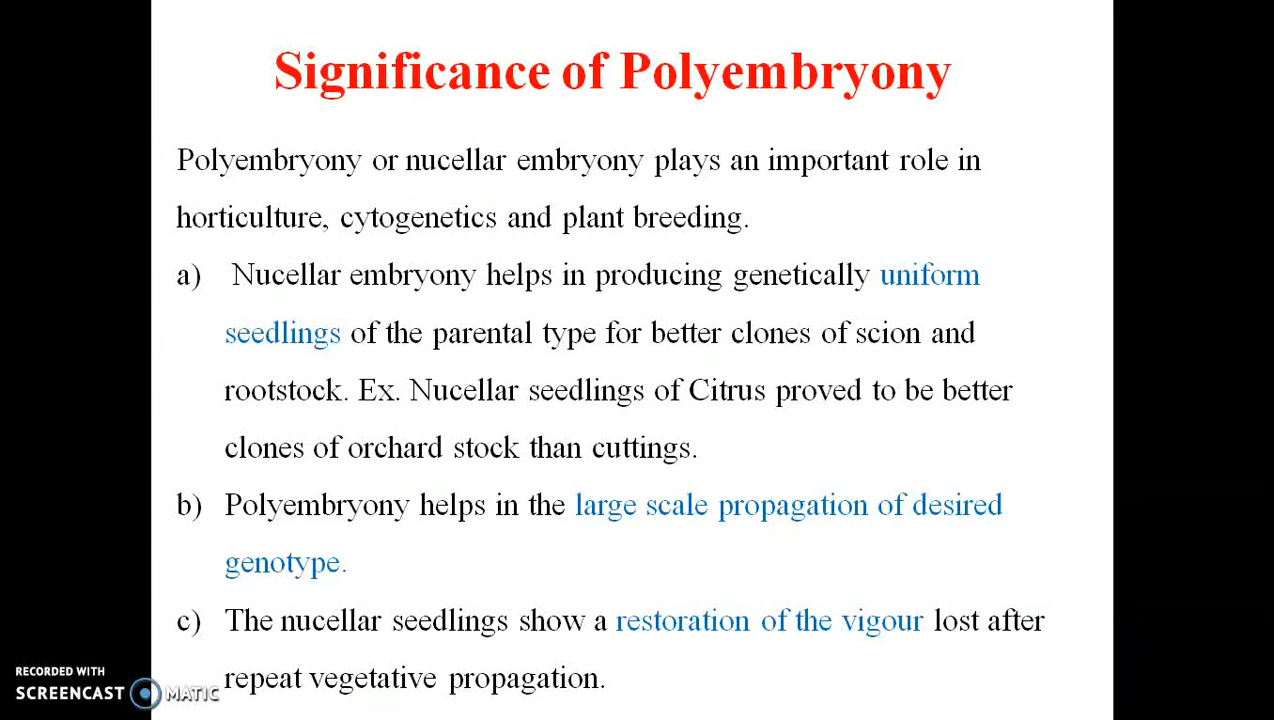 Significance of Polyembryony
Polyembryony or nucellar embryony plays an important role in
horticulture, cytogenetics and plant breeding.
a) Nucellar embryony helps in producing genetically uniform
seedlings of the parental type for better clones of scion and
rootstock. Ex. Nucellar seedlings of Citrus proved to be better
clones of orchard stock than cuttings.
b) Polyembryony helps in the large scale propagation of desired
genotype.
c) The nucellar seedlings show a restoration of the vigour lost after
repeat vegetative propagation.
RECORDED WITH
SCREENCAST MATIC